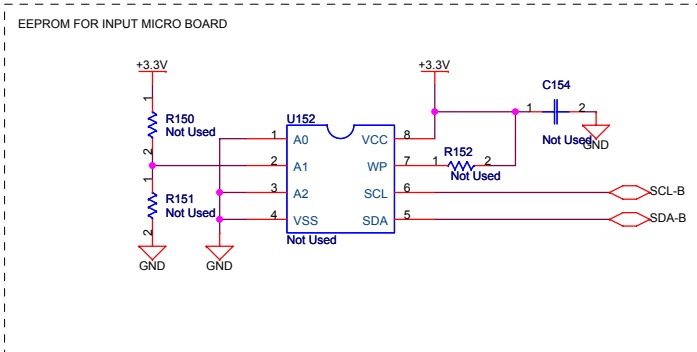 EEPROM FOR INPUT MICRO BOARD
+3.3V
+3.3V
C154
1
2
Not Used
GND
1
R150
Not Used
2
U152
1
A0
VCC
8
R152
2
A1
WP
7
1
2
Not Used
1
R151
Not Used
2
3
A2
SCL
6
SCL-B
4
VSS
SDA
5
SDA-B
Not Used
GND
GND